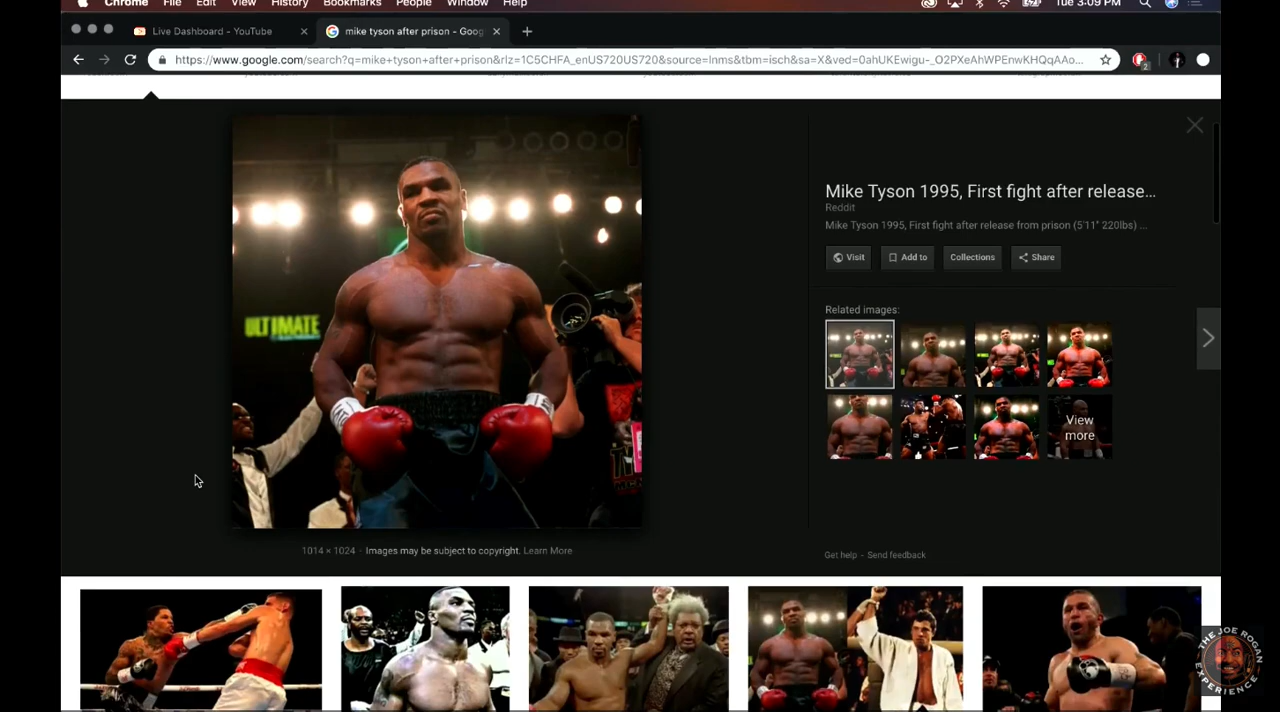 Chrome File Edit View History Bookmarks People Window Help Tue 3:09 PM
Live Dashboard - YouTube
mike tyson after prison - Goog
https://www.google.com/search?q=mike+tyson+after+prison&rlz=1C5CHFA_enUS720US720&source=lnms&tbm=isch&sa=X&ved=0ahUKEwigu-_O2PXeAhWPEnwKHQqAAo...
2
ULTIMATE
Mike Tyson 1995, First fight after release...
Reddit
Mike Tyson 1995, First fight after release from prison (5'11" 220lbs) ...
Visit Add to Collections Share
Related images:
View
more
1014 × 1024 · Images may be subject to copyright. Learn More
Get help - Send feedback
THE JOE ROGAN
EXPERIENCE